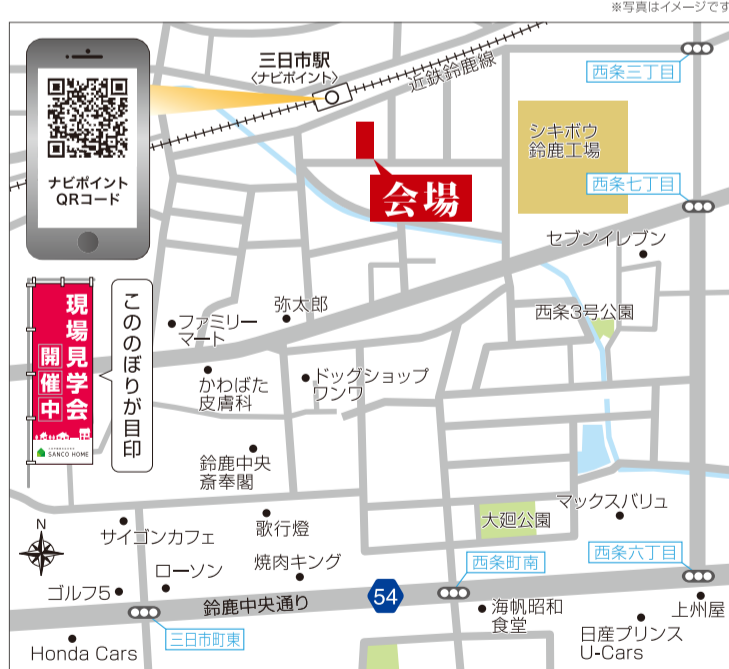 ※写真はイメージです
三日市駅
〈ナビポイント〉
近鉄鈴鹿線
西条三丁目
シキボウ
鈴鹿工場
ナビポイント
QRコード
会場
西条七丁目
セブンイレブン
現場見学会
開催中
SANCO HOME
こののぼりが目印
ファミリー
マート
弥太郎
西条3号公園
かわばた
皮膚科
ドッグショップ
ワンワ
鈴鹿中央
斎奉閣
歌行燈
大廻公園
マックスバリュ
N
サイゴンカフェ
焼肉キング
西条町南
西条六丁目
ゴルフ5
ローソン
鈴鹿中央通り
54
海帆昭和
食堂
上州屋
三日市町東
日産プリンス
U-Cars
Honda Cars